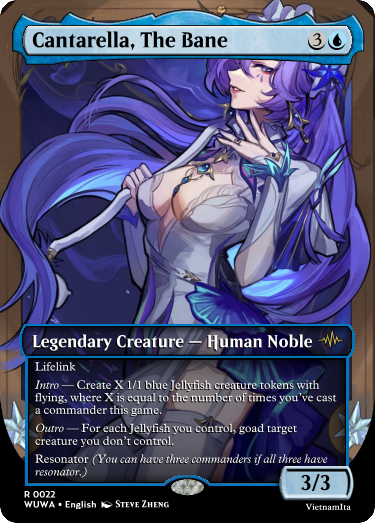 Cantarella, The Bane 3
Legendary Creature — Human Noble
Lifelink
Intro — Create X 1/1 blue Jellyfish creature tokens with
flying, where X is equal to the number of times you've cast
a commander this game.
Outro — For each Jellyfish you control, goad target
creature you don't control.
Resonator (You can have three commanders if all three have
resonator.)
3/3
R 0022
WUWA • English Steve Zheng
VietnamIta